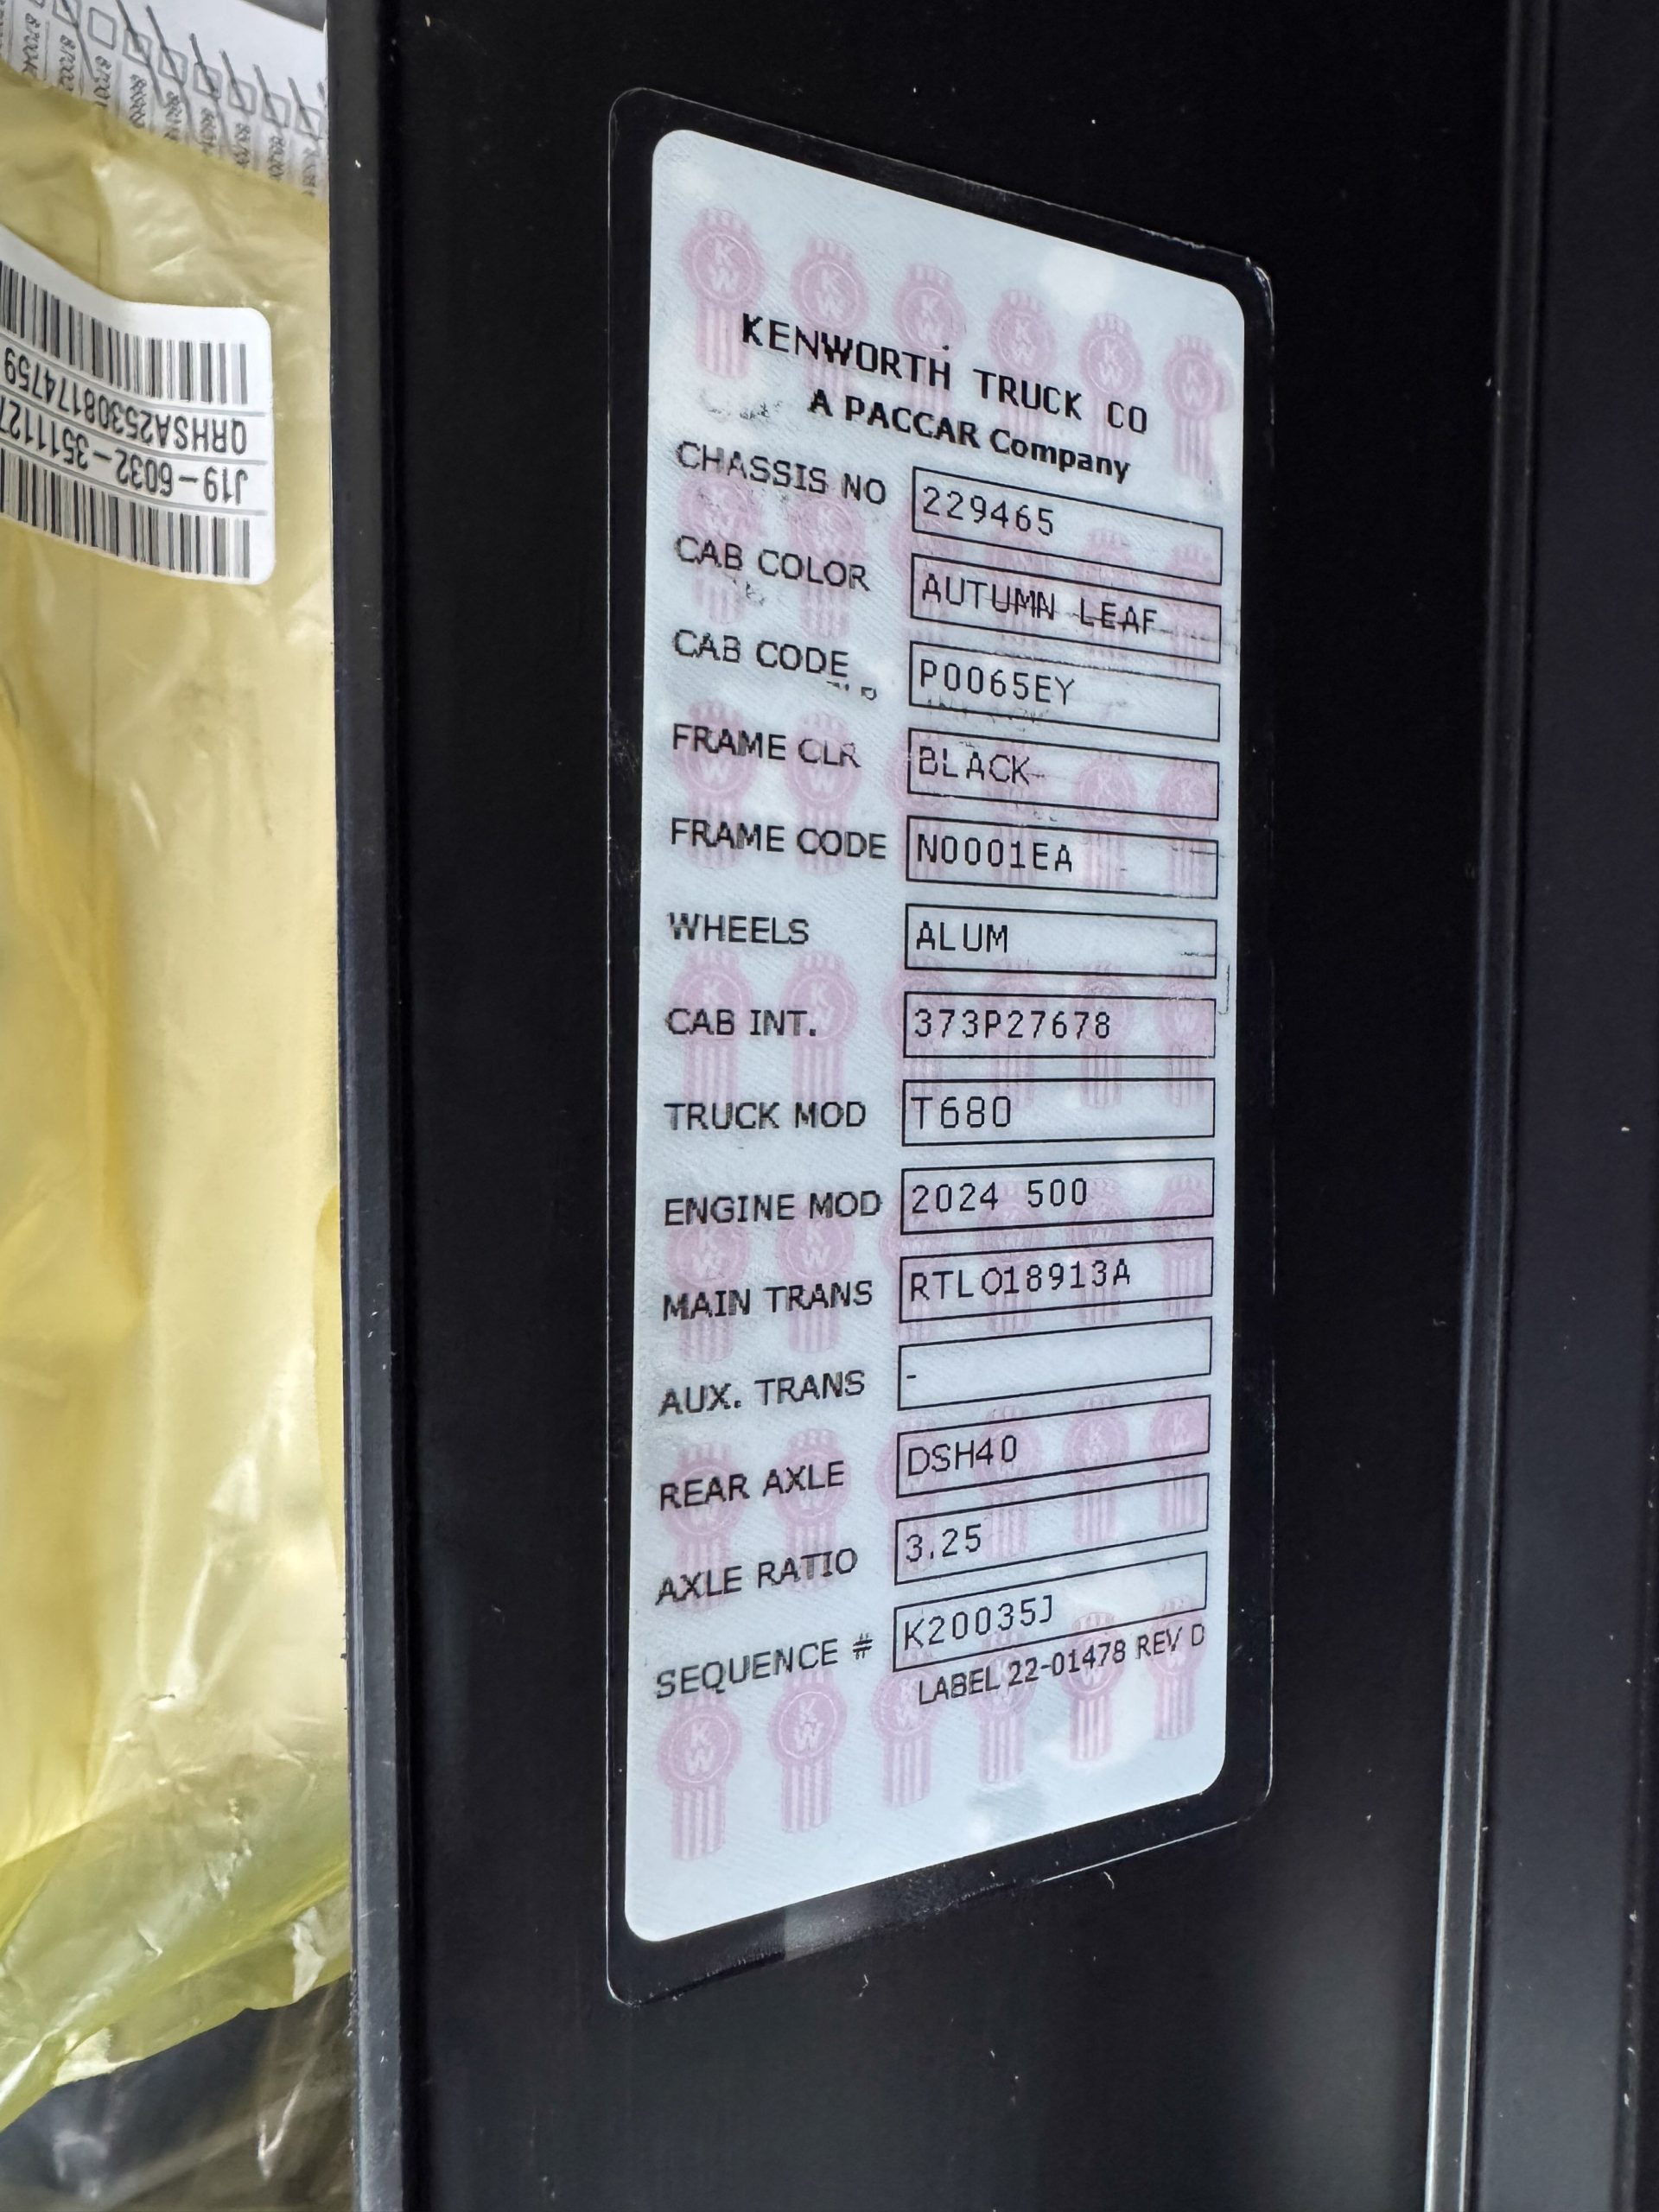 KENWORTH TRUCK CO
A PACCAR Company
CHASSIS NO 229465
CAB COLOR AUTUMN LEAF
CAB CODE P0065EY
FRAME CLR BLACK
FRAME CODE N0001EA
WHEELS ALUM
CAB INT. 373P27678
TRUCK MOD T680
ENGINE MOD 2024 500
MAIN TRANS RTLO18913A
AUX. TRANS -
REAR AXLE DSH40
AXLE RATIO 3.25
SEQUENCE # K20035J
LABEL 22-01478 REV D
J19-6032-3511127
QRHSA25308174759